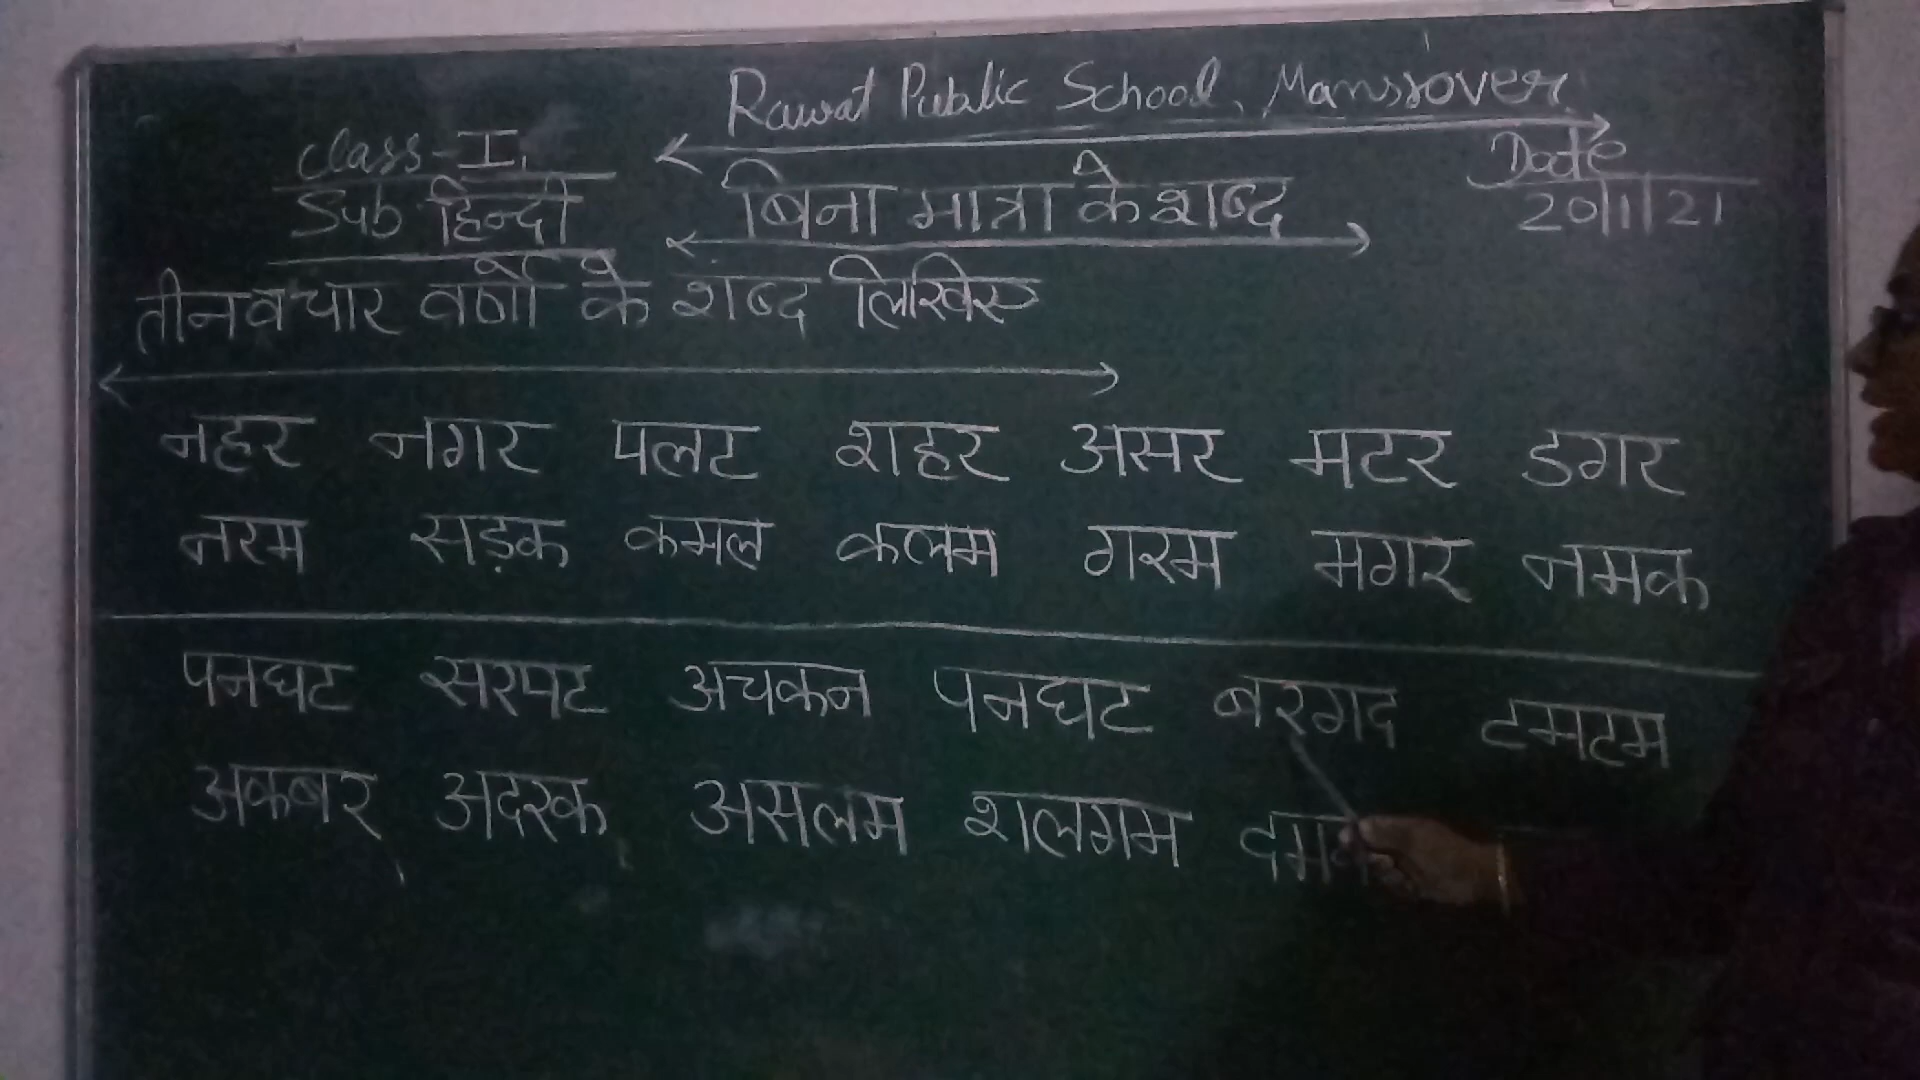 Rawat Public School, Mansrover.
class-I
Date
Sub हिन्दी बिना मात्रा के शब्द 20/1/21
तीन व चार वर्णो के शब्द लिखिए
नहर नगर पलट शहर असर मटर डगर
नरम सड़क कमल कलम गरम मगर नमक
पनघट सरपट अचकन पनघट बरगद टमटम
अकबर अदरक असलम शलगम